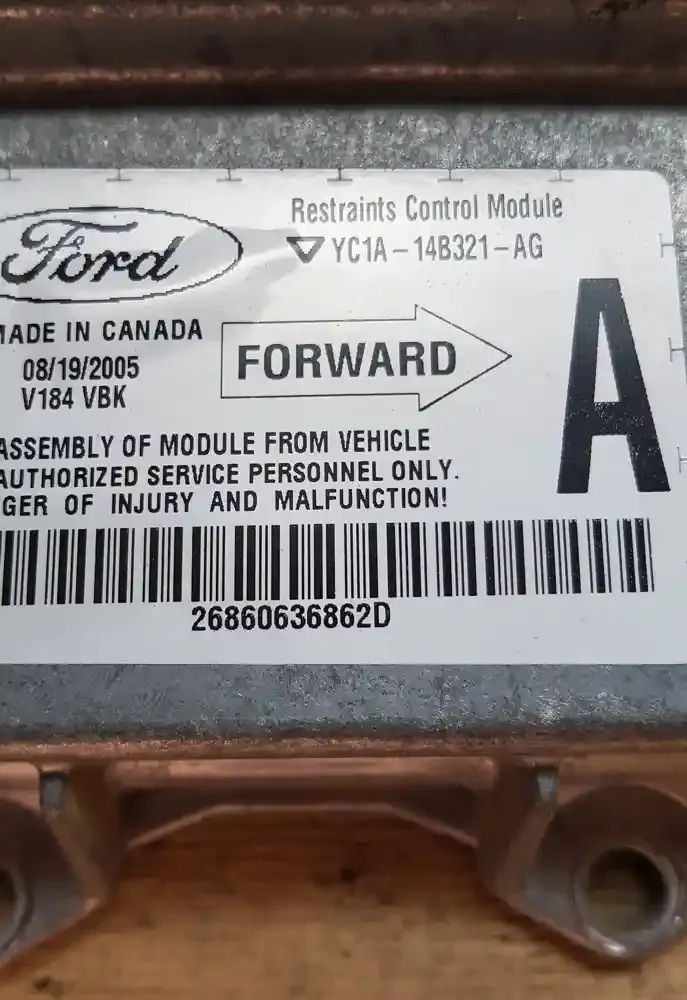 Ford
Restraints Control Module
YC1A-14B321-AG
MADE IN CANADA
08/19/2005
V184 VBK
FORWARD
A
ASSEMBLY OF MODULE FROM VEHICLE
AUTHORIZED SERVICE PERSONNEL ONLY.
GER OF INJURY AND MALFUNCTION!
26860636862D